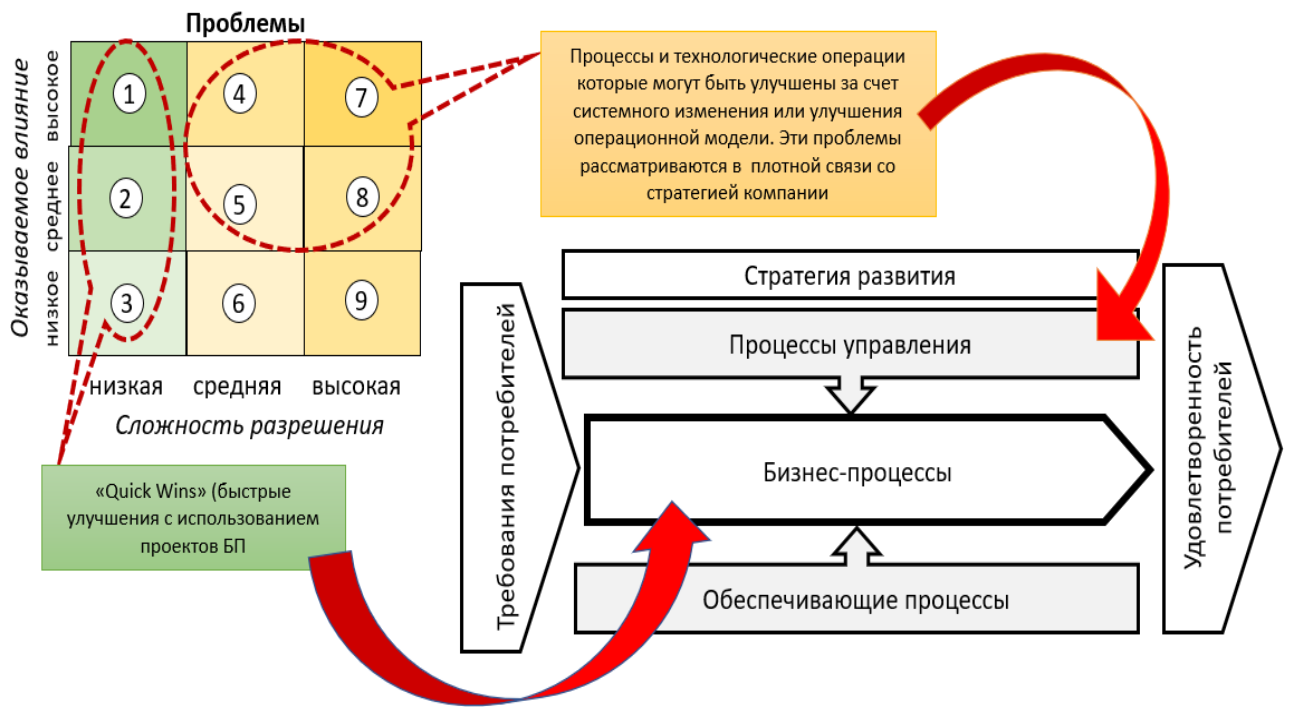 Проблемы
Оказываемое влияние
высокое
среднее
низкое
1
4
7
2
5
8
3
6
9
низкая
средняя
высокая
Сложность разрешения
Процессы и технологические операции
которые могут быть улучшены за счет
системного изменения или улучшения
операционной модели. Эти проблемы
рассматриваются в плотной связи со
стратегией компании
«Quick Wins» (быстрые
улучшения с использованием
проектов БП
Требования потребителей
Стратегия развития
Процессы управления
Бизнес-процессы
Обеспечивающие процессы
Удовлетворенность
потребителей